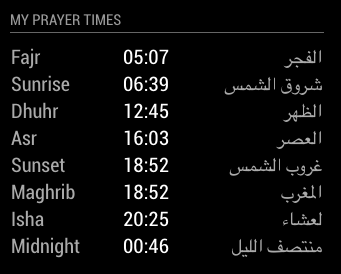 MY PRAYER TIMES
Fajr 05:07 الفجر
Sunrise 06:39 شروق الشمس
Dhuhr 12:45 الظهر
Asr 16:03 العصر
Sunset 18:52 غروب الشمس
Maghrib 18:52 المغرب
Isha 20:25 لعشاء
Midnight 00:46 منتصف الليل